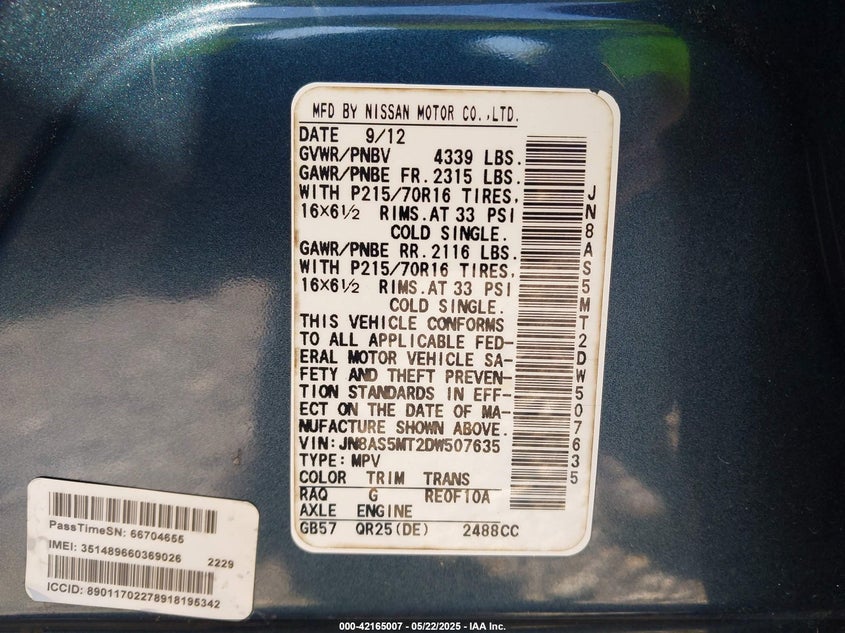 MFD BY NISSAN MOTOR CO.,LTD.
DATE 9/12
GVWR/PNBV 4339 LBS.
GAWR/PNBE FR. 2315 LBS.
WITH P215/70R16 TIRES,
16×6½ RIMS. AT 33 PSI
COLD SINGLE.
GAWR/PNBE RR. 2116 LBS.
WITH P215/70R16 TIRES,
16×6½ RIMS. AT 33 PSI
COLD SINGLE.
THIS VEHICLE CONFORMS
TO ALL APPLICABLE FED-
ERAL MOTOR VEHICLE SA-
FETY AND THEFT PREVEN-
TION STANDARDS IN EFF-
ECT ON THE DATE OF MA-
NUFACTURE SHOWN ABOVE.
VIN:JN8AS5MT2DW507635
TYPE:MPV
COLOR TRIM TRANS
RAQ G RE0F10A
AXLE ENGINE
GB57 QR25(DE) 2488CC
JN8AS5MT2DW507635
PassTimeSN: 66704655
IMEI: 351489660369026 2229
ICCID: 89011702278918195342
000-42165007 - 05/22/2025 - IAA Inc.